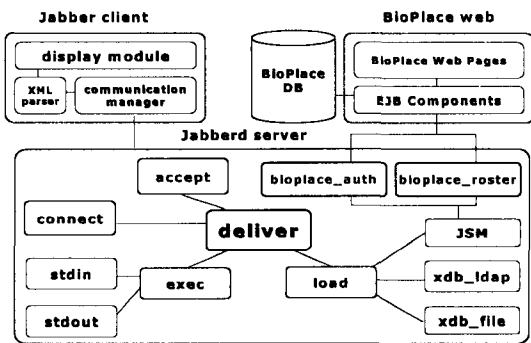 Jabber client
BioPlace web
display module
XML
parser
communication
manager
BioPlace
DB
BioPlace Web Pages
EJB Components
Jabberd server
accept
bioplace_auth
bioplace_roster
connect
deliver
JSM
stdin
exec
load
xdb_ldap
stdout
xdb_file